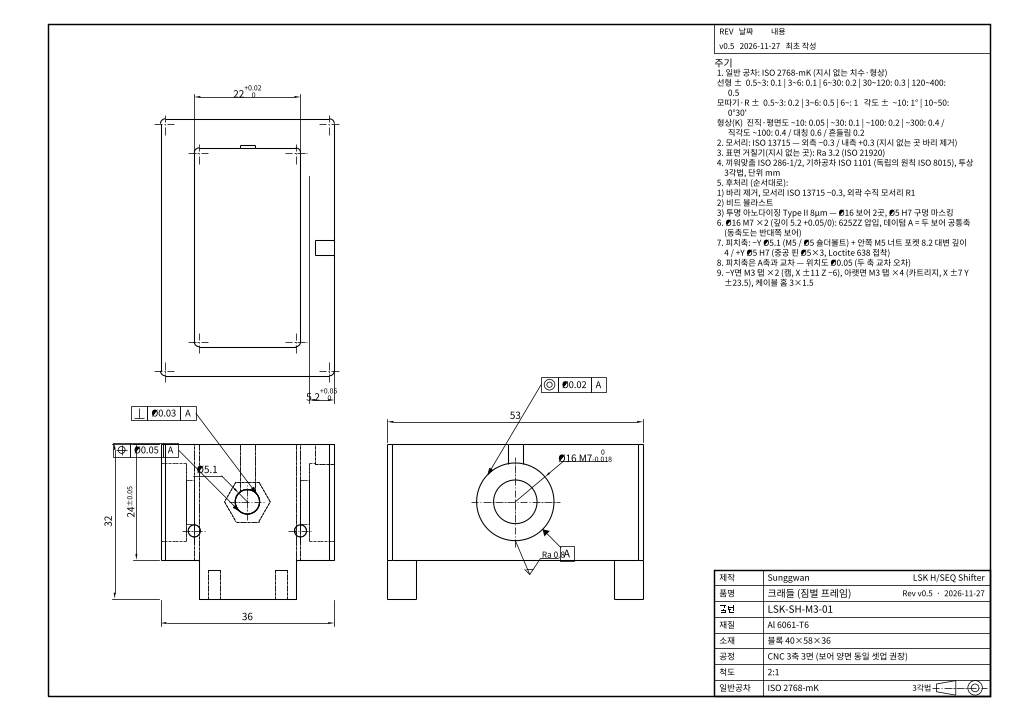 REV 날짜 내용
v0.5 2026-11-27 최초 작성
주기
1. 일반 공차: ISO 2768-mK (지시 없는 치수·형상)
선형 ± 0.5~3: 0.1 | 3~6: 0.1 | 6~30: 0.2 | 30~120: 0.3 | 120~400:
0.5
모따기·R ± 0.5~3: 0.2 | 3~6: 0.5 | 6~: 1 각도 ± ~10: 1° | 10~50:
0°30'
형상(K) 진직·평면도 ~10: 0.05 | ~30: 0.1 | ~100: 0.2 | ~300: 0.4 /
직각도 ~100: 0.4 / 대칭 0.6 / 흔들림 0.2
2. 모서리: ISO 13715 — 외측 −0.3 / 내측 +0.3 (지시 없는 곳 바리 제거)
3. 표면 거칠기(지시 없는 곳): Ra 3.2 (ISO 21920)
4. 끼워맞춤 ISO 286-1/2, 기하공차 ISO 1101 (독립의 원칙 ISO 8015), 투상
3각법, 단위 mm
5. 후처리 (순서대로):
1) 바리 제거, 모서리 ISO 13715 −0.3, 외곽 수직 모서리 R1
2) 비드 블라스트
3) 투명 아노다이징 Type II 8μm — Ø16 보어 2곳, Ø5 H7 구멍 마스킹
6. Ø16 M7 ×2 (깊이 5.2 +0.05/0): 625ZZ 압입, 데이텀 A = 두 보어 공통축
(동축도는 반대쪽 보어)
7. 피치축: −Y Ø5.1 (M5 / Ø5 숄더볼트) + 안쪽 M5 너트 포켓 8.2 대변 깊이
4 / +Y Ø5 H7 (중공 핀 Ø5×3, Loctite 638 접착)
8. 피치축은 A축과 교차 — 위치도 Ø0.05 (두 축 교차 오차)
9. −Y면 M3 탭 ×2 (캡, X ±11 Z −6), 아랫면 M3 탭 ×4 (카트리지, X ±7 Y
±23.5), 케이블 홈 3×1.5
22 +0.02 0
5.2 +0.05 0
⊥ Ø0.03 A
⌖ Ø0.05 A
Ø5.1
32
24±0.05
36
◎ Ø0.02 A
53
Ø16 M7 0 -0.018
Ra 0.8
A
제작 Sunggwan LSK H/SEQ Shifter
품명 크래들 (짐벌 프레임) Rev v0.5 · 2026-11-27
품번 LSK-SH-M3-01
재질 Al 6061-T6
소재 블록 40×58×36
공정 CNC 3축 3면 (보어 양면 동일 셋업 권장)
척도 2:1
일반공차 ISO 2768-mK 3각법